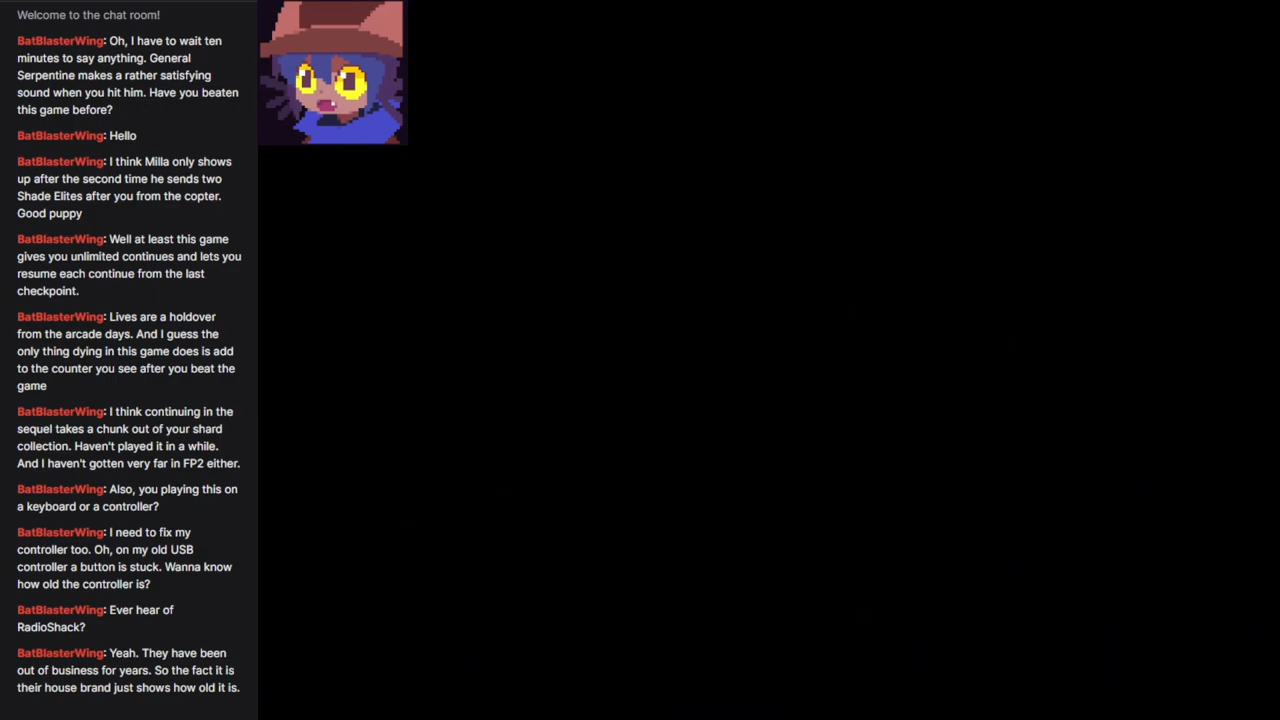 Welcome to the chat room!
BatBlasterWing: Oh, I have to wait ten
minutes to say anything. General
Serpentine makes a rather satisfying
sound when you hit him. Have you beaten
this game before?
BatBlasterWing: Hello
BatBlasterWing: I think Milla only shows
up after the second time he sends two
Shade Elites after you from the copter.
Good puppy
BatBlasterWing: Well at least this game
gives you unlimited continues and lets you
resume each continue from the last
checkpoint.
BatBlasterWing: Lives are a holdover
from the arcade days. And I guess the
only thing dying in this game does is add
to the counter you see after you beat the
game
BatBlasterWing: I think continuing in the
sequel takes a chunk out of your shard
collection. Haven't played it in a while.
And I haven't gotten very far in FP2 either.
BatBlasterWing: Also, you playing this on
a keyboard or a controller?
BatBlasterWing: I need to fix my
controller too. Oh, on my old USB
controller a button is stuck. Wanna know
how old the controller is?
BatBlasterWing: Ever hear of
RadioShack?
BatBlasterWing: Yeah. They have been
out of business for years. So the fact it is
their house brand just shows how old it is.